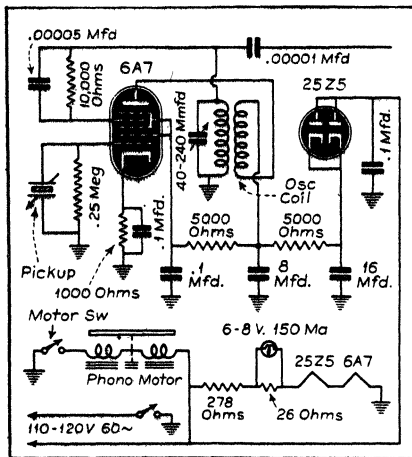 .00005 Mfd
10,000 Ohms
6A7
.00001 Mfd
25Z5
40-240 Mmfd
.1 Mfd.
Osc
Coil
.25 Meg
Pickup
1000 Ohms
.1 Mfd.
5000
Ohms
5000
Ohms
.1
Mfd.
8
Mfd.
16
Mfd.
Motor Sw
Phono Motor
6-8 V. 150 Ma
25Z5 6A7
278
Ohms
26 Ohms
110-120V 60~